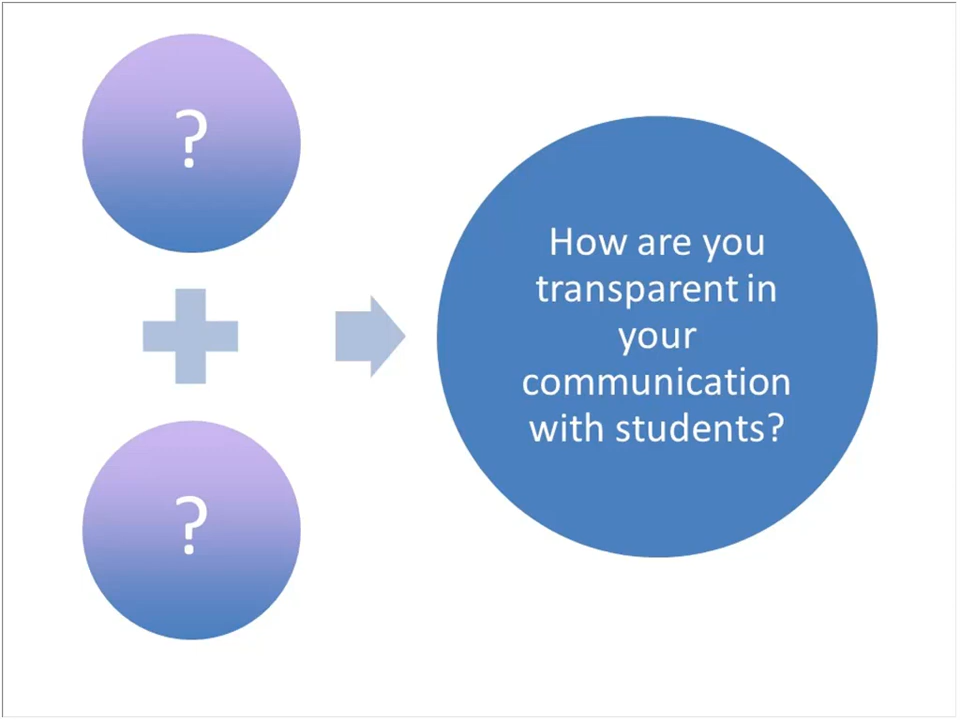 ?
?
How are you
transparent in
your
communication
with students?